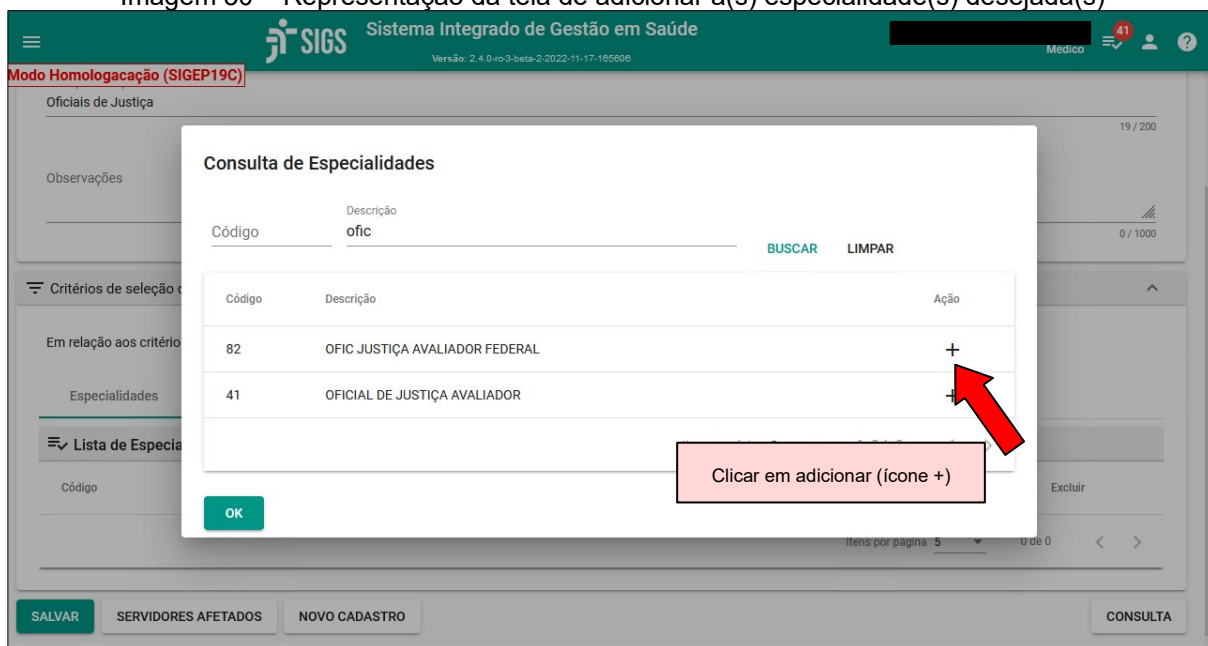 Imagem 80 – Representação da tela de adicionar a(s) especialidade(s) desejada(s)
SIGS
Sistema Integrado de Gestão em Saúde
Versão: 2.4.0-ro-3-beta-2-2022-11-17-165606
Médico
41
Modo Homologacação (SIGEP19C)
Oficiais de Justiça
19 / 200
Observações
0 / 1000
Consulta de Especialidades
Código
Descrição
ofic
BUSCAR LIMPAR
Critérios de seleção
Código Descrição Ação
Em relação aos critério
82 OFIC JUSTIÇA AVALIADOR FEDERAL +
Especialidades
41 OFICIAL DE JUSTIÇA AVALIADOR +
Lista de Especia
Clicar em adicionar (ícone +)
Código
Excluir
OK
Itens por página 5 0 de 0
SALVAR SERVIDORES AFETADOS NOVO CADASTRO CONSULTA